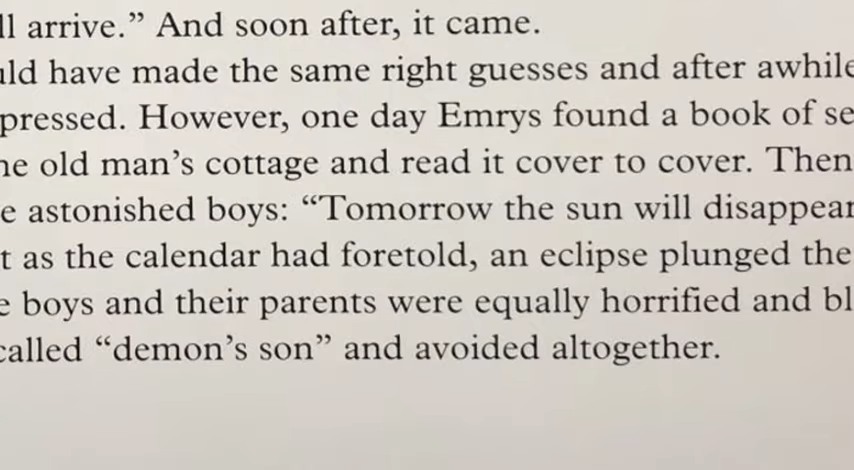 ll arrive.” And soon after, it came.
uld have made the same right guesses and after awhile
pressed. However, one day Emrys found a book of se
he old man’s cottage and read it cover to cover. Then
e astonished boys: “Tomorrow the sun will disappear
t as the calendar had foretold, an eclipse plunged the
e boys and their parents were equally horrified and bl
called “demon’s son” and avoided altogether.